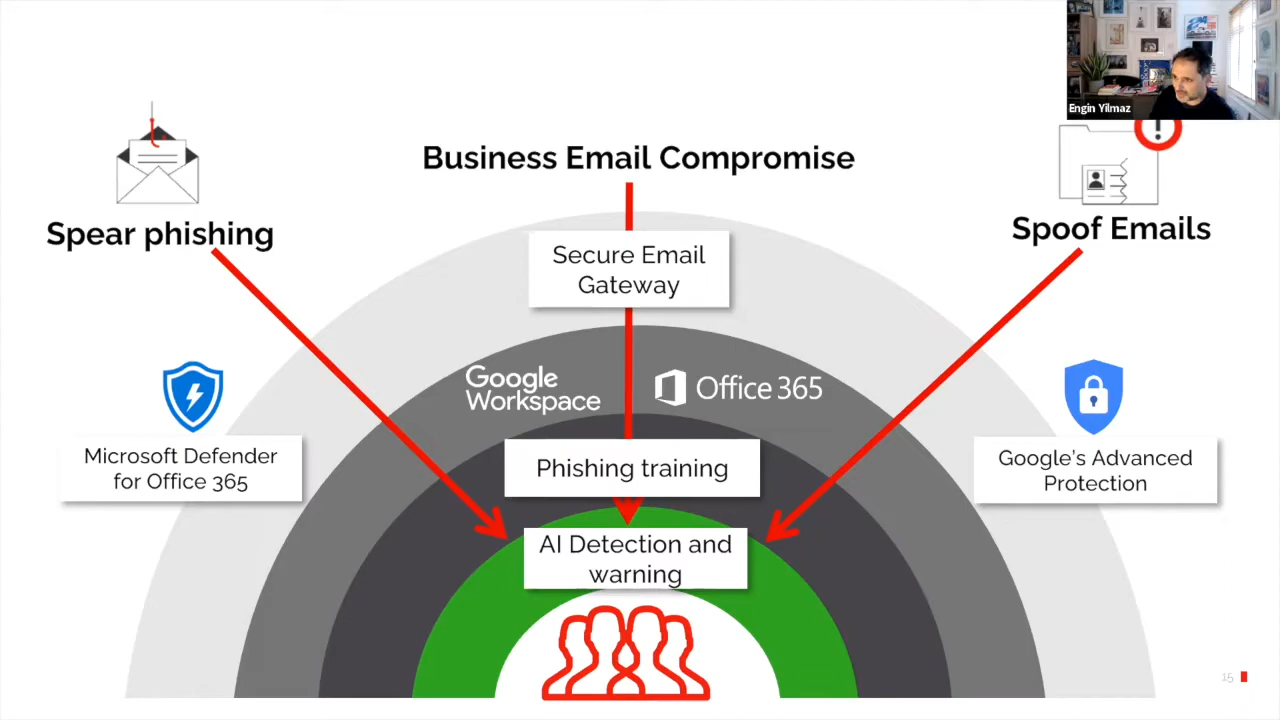 Engin Yilmaz
Business Email Compromise
Spear phishing
Spoof Emails
Secure Email
Gateway
Google
Workspace
Office 365
Microsoft Defender
for Office 365
Google's Advanced
Protection
Phishing training
AI Detection and
warning
15